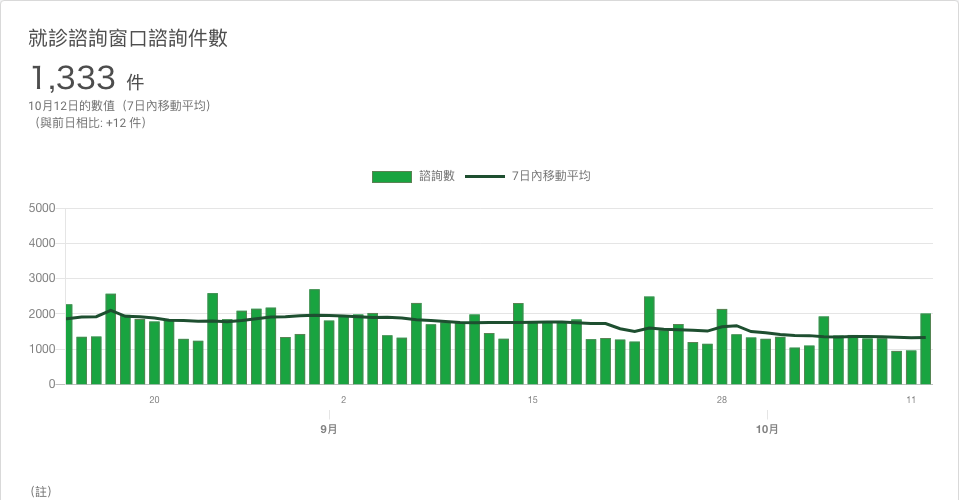 就診諮詢窗口諮詢件數
1,333 件
10月12日的數值（7日內移動平均）
（與前日相比: +12 件）
諮詢數 7日內移動平均
5000
4000
3000
2000
1000
0
20 2 15 28 11
9月 10月
（註）